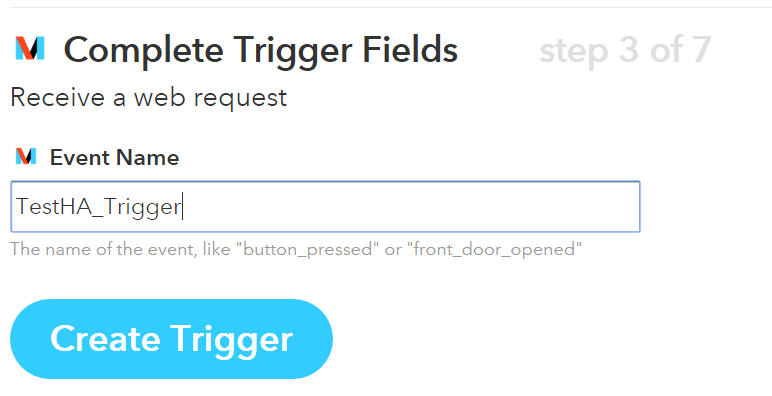 Complete Trigger Fields step 3 of 7
Receive a web request
Event Name
TestHA_Trigger
The name of the event, like "button_pressed" or "front_door_opened"
Create Trigger